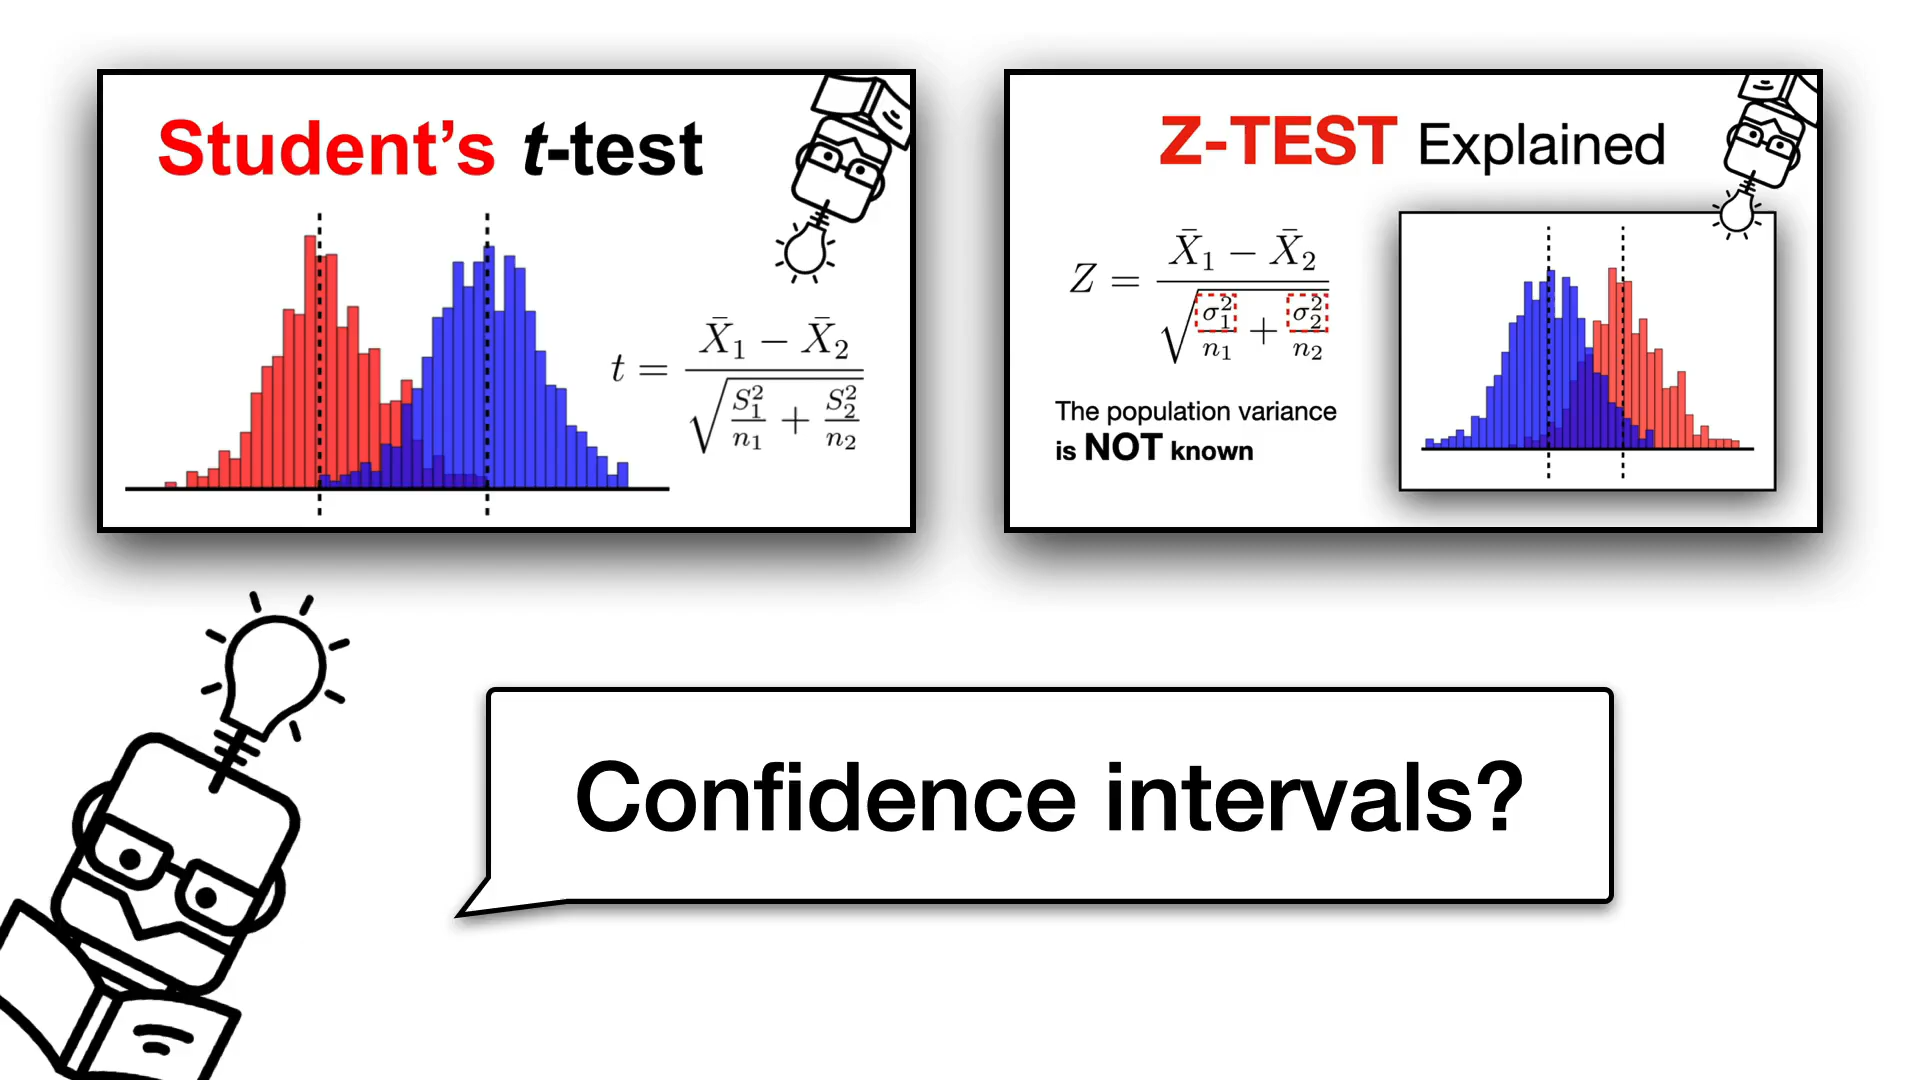 Student’s t-test
t = X̄₁ − X̄₂ / √(S₁²/n₁ + S₂²/n₂)
Z-TEST Explained
Z = X̄₁ − X̄₂ / √(σ₁²/n₁ + σ₂²/n₂)
The population variance
is NOT known
Confidence intervals?